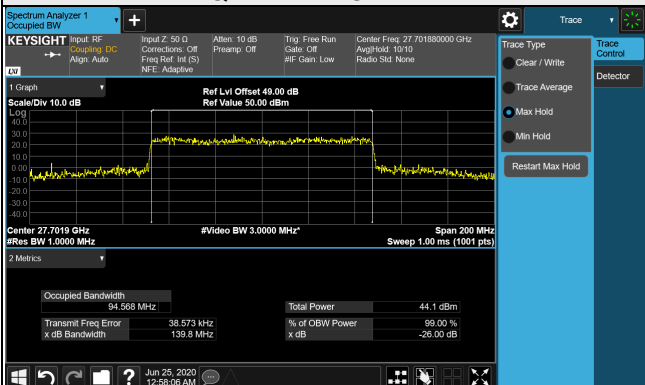 Spectrum Analyzer 1
Occupied BW
Trace
KEYSIGHT
Input: RF
Coupling: DC
Align: Auto
Input Z: 50 Ω
Corrections: Off
Freq Ref: Int (S)
NFE: Adaptive
Atten: 10 dB
Preamp: Off
Trig: Free Run
Gate: Off
#IF Gain: Low
Center Freq: 27.701880000 GHz
Avg|Hold: 10/10
Radio Std: None
LXI
Trace Type
Clear / Write
Trace Average
Max Hold
Min Hold
Restart Max Hold
Trace Control
Detector
1 Graph
Scale/Div 10.0 dB
Ref Lvl Offset 49.00 dB
Ref Value 50.00 dBm
Log
40.0
30.0
20.0
10.0
0.00
-10.0
-20.0
-30.0
-40.0
Center 27.7019 GHz
#Res BW 1.0000 MHz
#Video BW 3.0000 MHz*
Span 200 MHz
Sweep 1.00 ms (1001 pts)
2 Metrics
Occupied Bandwidth
94.568 MHz
Transmit Freq Error 38.573 kHz
x dB Bandwidth 139.8 MHz
Total Power 44.1 dBm
% of OBW Power 99.00 %
x dB -26.00 dB
?
Jun 25, 2020
12:58:06 AM